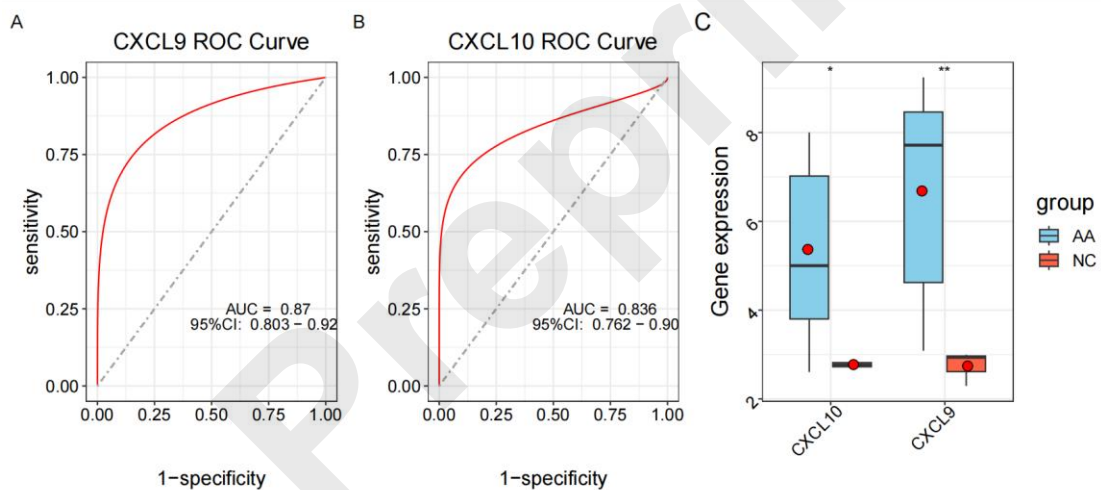 A
CXCL9 ROC Curve
1.00
0.75
0.50
0.25
0.00
sensitivity
AUC = 0.87
95%CI: 0.803 − 0.92
0.00 0.25 0.50 0.75 1.00
1−specificity
B
CXCL10 ROC Curve
1.00
0.75
0.50
0.25
0.00
sensitivity
AUC = 0.836
95%CI: 0.762 − 0.90
0.00 0.25 0.50 0.75 1.00
1−specificity
C
* **
8
6
4
2
Gene expression
CXCL10 CXCL9
group
AA
NC
Preprin